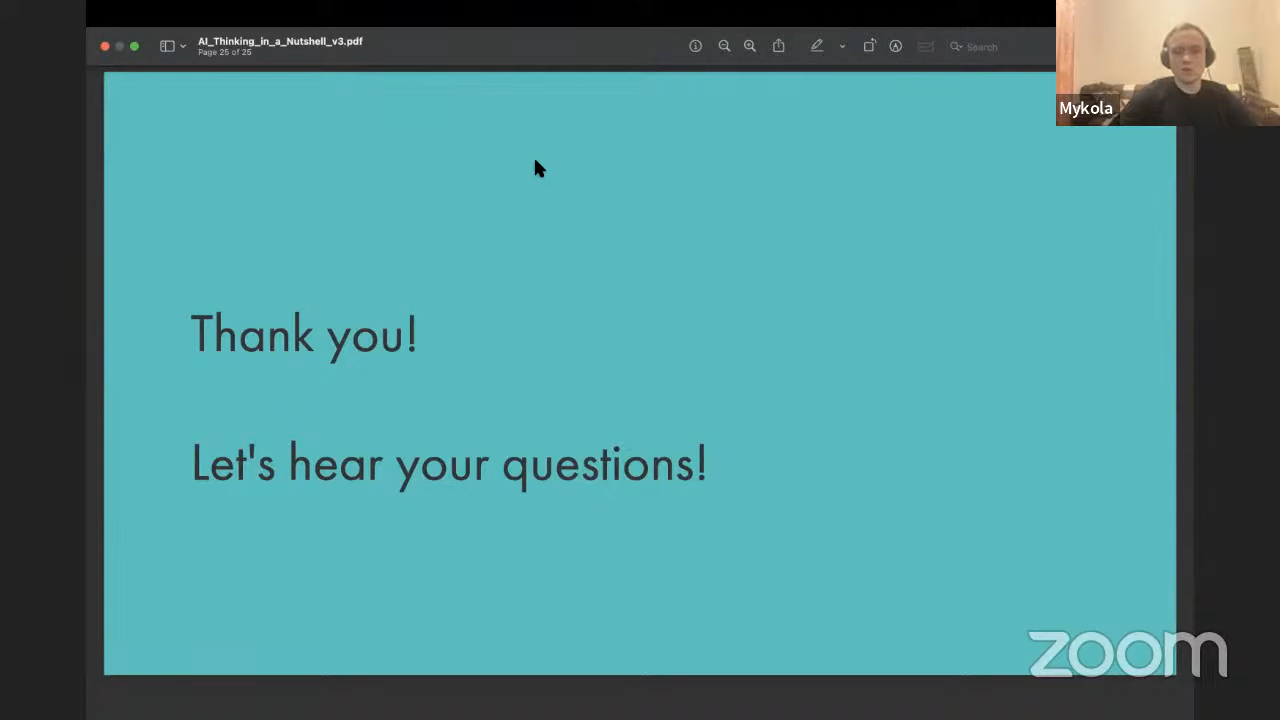 AI_Thinking_in_a_Nutshell_v3.pdf
Page 25 of 25
Search
Mykola
Thank you!
Let's hear your questions!
zoom